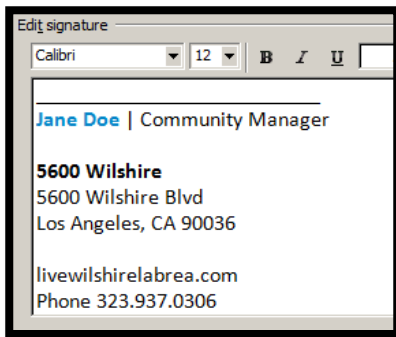 Edit signature
Calibri 12 B I U
Jane Doe | Community Manager
5600 Wilshire
5600 Wilshire Blvd
Los Angeles, CA 90036
livewilshirelabrea.com
Phone 323.937.0306